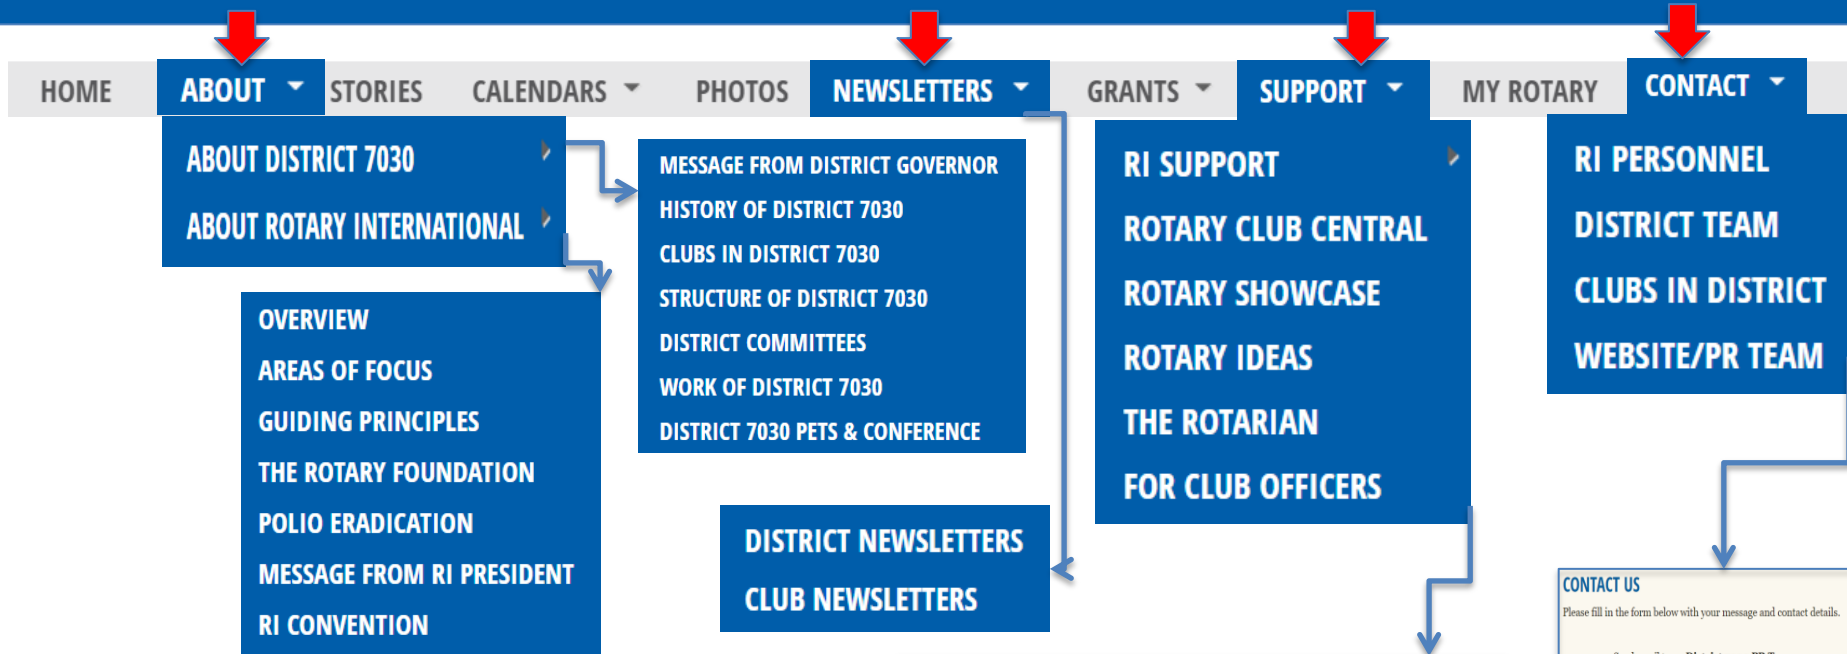 HOME ABOUT STORIES CALENDARS PHOTOS NEWSLETTERS GRANTS SUPPORT MY ROTARY CONTACT
ABOUT DISTRICT 7030
ABOUT ROTARY INTERNATIONAL
OVERVIEW
AREAS OF FOCUS
GUIDING PRINCIPLES
THE ROTARY FOUNDATION
POLIO ERADICATION
MESSAGE FROM RI PRESIDENT
RI CONVENTION
MESSAGE FROM DISTRICT GOVERNOR
HISTORY OF DISTRICT 7030
CLUBS IN DISTRICT 7030
STRUCTURE OF DISTRICT 7030
DISTRICT COMMITTEES
WORK OF DISTRICT 7030
DISTRICT 7030 PETS & CONFERENCE
DISTRICT NEWSLETTERS
CLUB NEWSLETTERS
RI SUPPORT
ROTARY CLUB CENTRAL
ROTARY SHOWCASE
ROTARY IDEAS
THE ROTARIAN
FOR CLUB OFFICERS
RI PERSONNEL
DISTRICT TEAM
CLUBS IN DISTRICT
WEBSITE/PR TEAM
CONTACT US
Please fill in the form below with your message and contact details.